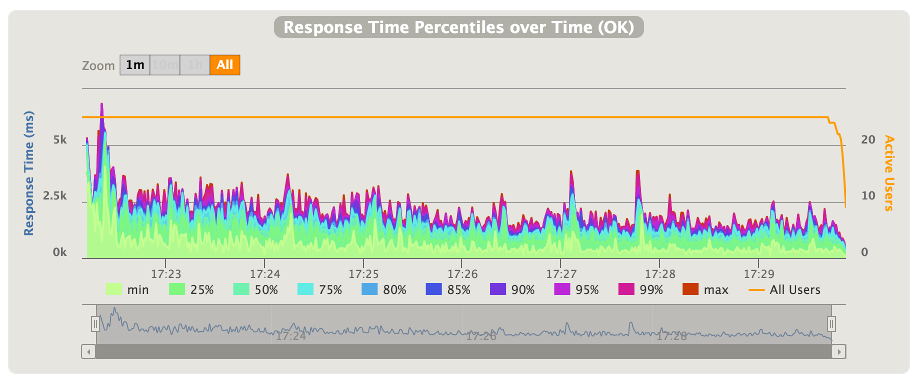 Response Time Percentiles over Time (OK)
Zoom 1m 10m 1h All
Response Time (ms)
5k
2.5k
0k
20
10
0
Active Users
17:23 17:24 17:25 17:26 17:27 17:28 17:29
min 25% 50% 75% 80% 85% 90% 95% 99% max All Users
17:24 17:26 17:28